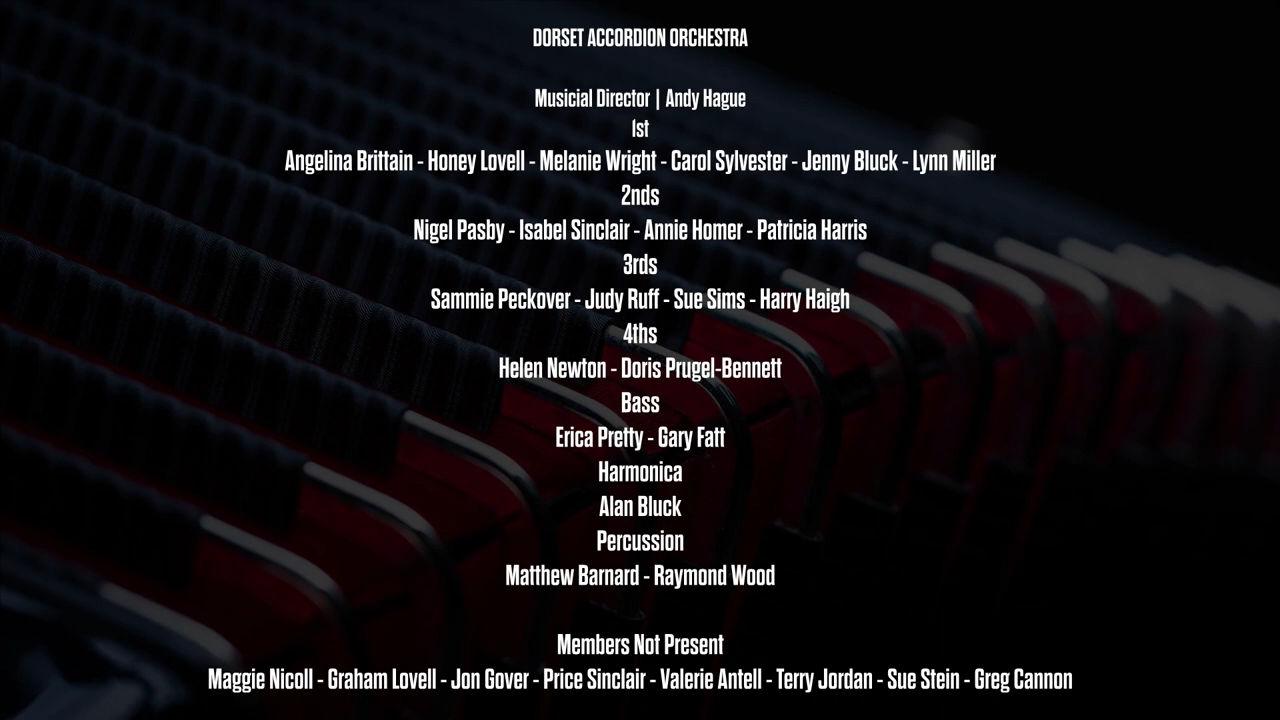 DORSET ACCORDION ORCHESTRA
Musicial Director | Andy Hague
1st
Angelina Brittain - Honey Lovell - Melanie Wright - Carol Sylvester - Jenny Bluck - Lynn Miller
2nds
Nigel Pasby - Isabel Sinclair - Annie Homer - Patricia Harris
3rds
Sammie Peckover - Judy Ruff - Sue Sims - Harry Haigh
4ths
Helen Newton - Doris Prugel-Bennett
Bass
Erica Pretty - Gary Fatt
Harmonica
Alan Bluck
Percussion
Matthew Barnard - Raymond Wood
Members Not Present
Maggie Nicoll - Graham Lovell - Jon Gover - Price Sinclair - Valerie Antell - Terry Jordan - Sue Stein - Greg Cannon